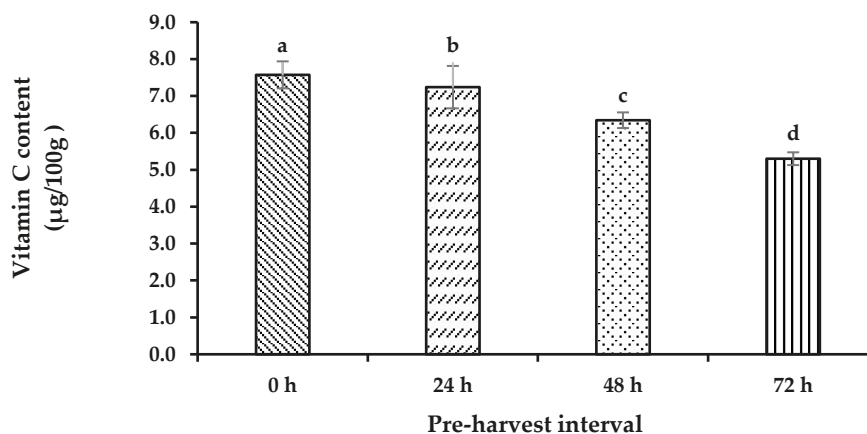 9.0
8.0
7.0
6.0
5.0
4.0
3.0
2.0
1.0
0.0
Vitamin C content
(µg/100g )
a
b
c
d
0 h
24 h
48 h
72 h
Pre-harvest interval